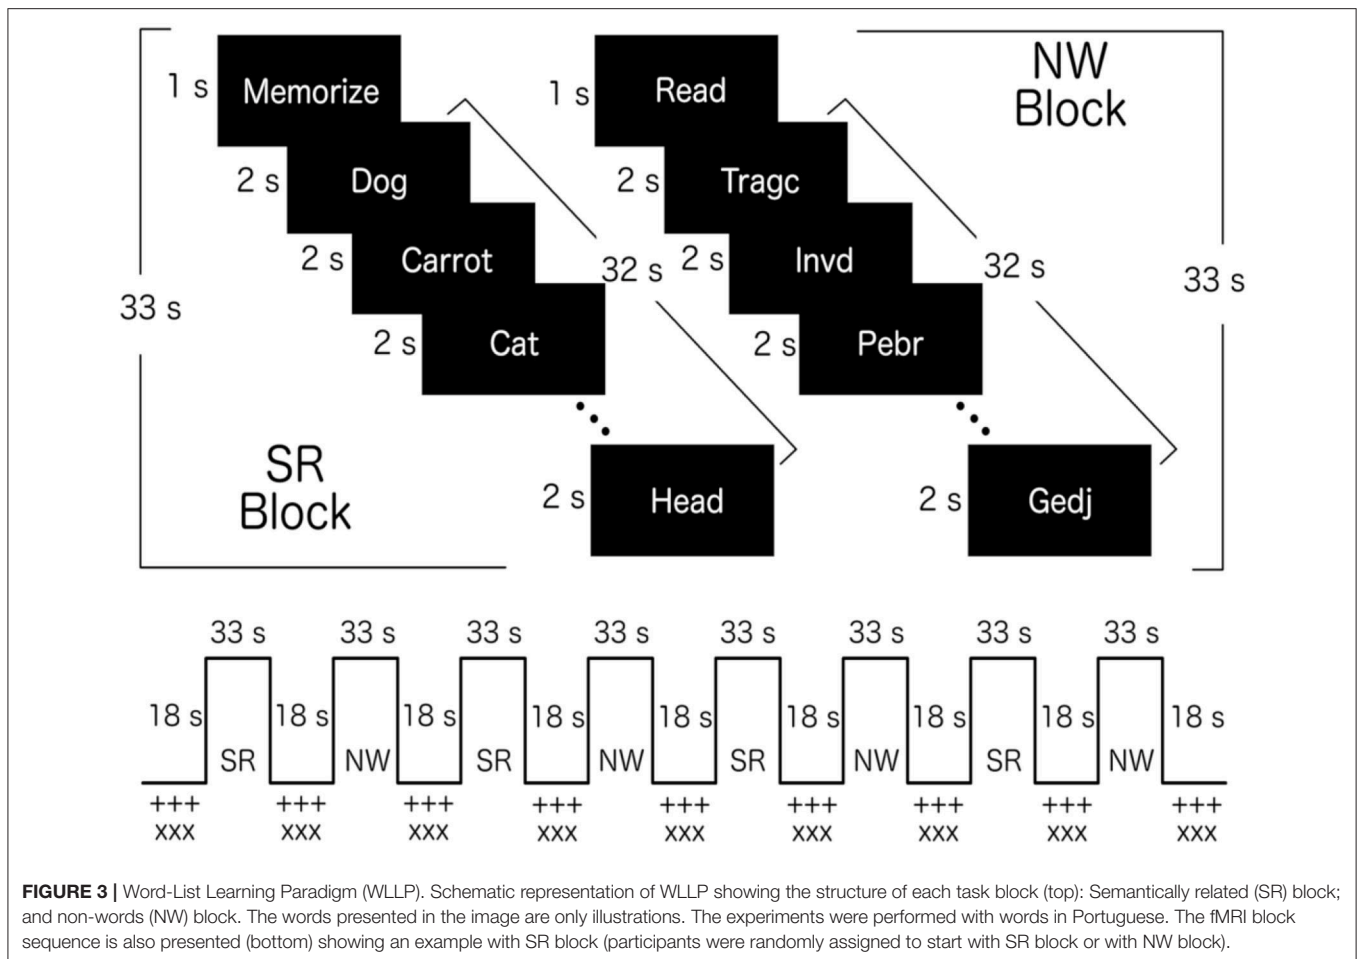 1 s
Memorize
2 s
Dog
2 s
Carrot
2 s
Cat
2 s
Head
32 s
33 s
SR
Block
1 s
Read
2 s
Tragc
2 s
Invd
2 s
Pebr
2 s
Gedj
32 s
33 s
NW
Block
33 s 33 s 33 s 33 s 33 s 33 s 33 s 33 s
18 s 18 s 18 s 18 s 18 s 18 s 18 s 18 s 18 s
SR NW SR NW SR NW SR NW
+++ +++ +++ +++ +++ +++ +++ +++ +++
xxx xxx xxx xxx xxx xxx xxx xxx xxx
FIGURE 3 | Word-List Learning Paradigm (WLLP). Schematic representation of WLLP showing the structure of each task block (top): Semantically related (SR) block;
and non-words (NW) block. The words presented in the image are only illustrations. The experiments were performed with words in Portuguese. The fMRI block
sequence is also presented (bottom) showing an example with SR block (participants were randomly assigned to start with SR block or with NW block).